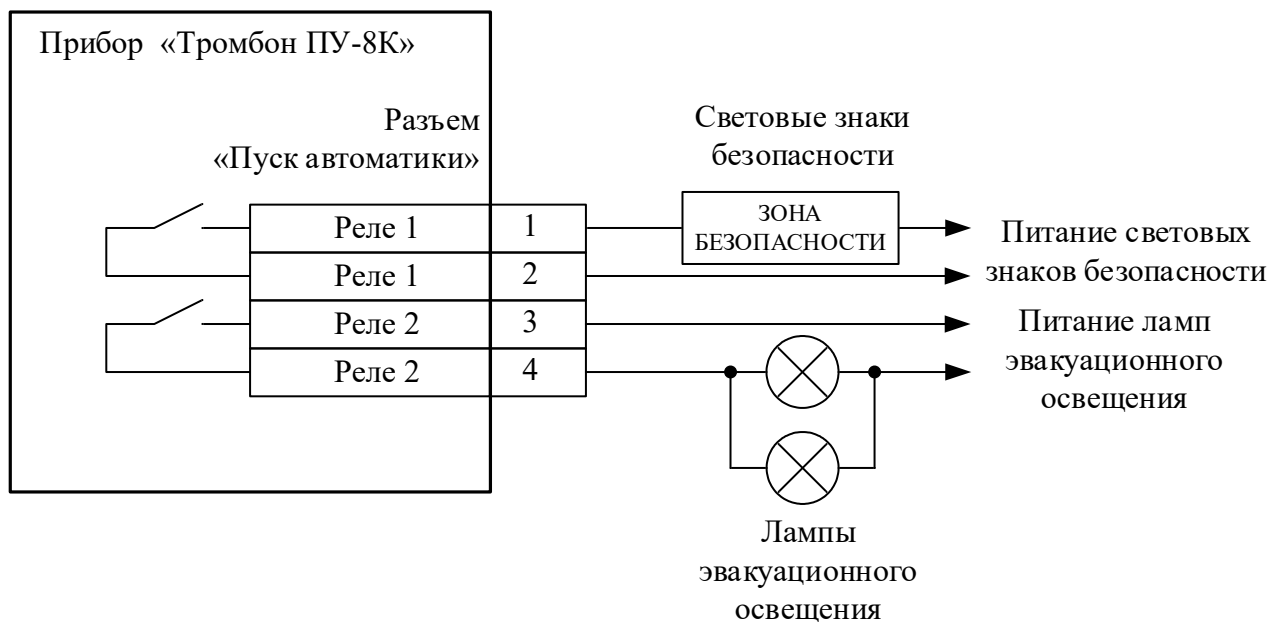 Прибор «Тромбон ПУ-8К»
Разъем
«Пуск автоматики»
Световые знаки
безопасности
Реле 1
1
ЗОНА
БЕЗОПАСНОСТИ
Питание световых
знаков безопасности
Реле 1
2
Реле 2
3
Питание ламп
эвакуационного
освещения
Реле 2
4
Лампы
эвакуационного
освещения